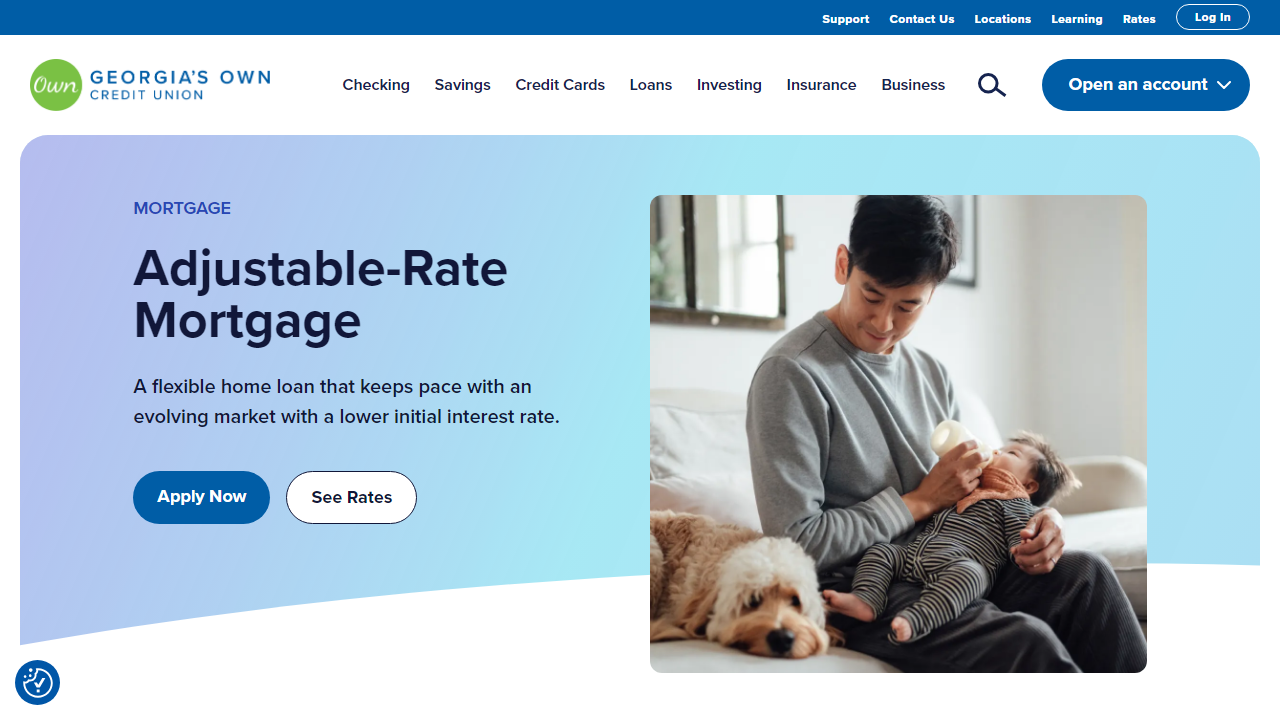 Support Contact Us Locations Learning Rates Log In
Own GEORGIA'S OWN
CREDIT UNION
Checking Savings Credit Cards Loans Investing Insurance Business Open an account
MORTGAGE
Adjustable-Rate
Mortgage
A flexible home loan that keeps pace with an
evolving market with a lower initial interest rate.
Apply Now See Rates